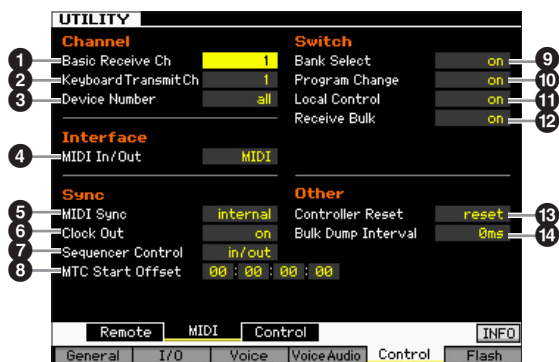 UTILITY
Channel
1 Basic Receive Ch 1
2 Keyboard Transmit Ch 1
3 Device Number all
Interface
4 MIDI In/Out MIDI
Sync
5 MIDI Sync internal
6 Clock Out on
7 Sequencer Control in/out
8 MTC Start Offset 00 : 00 : 00 : 00
Switch
Bank Select on 9
Program Change on 10
Local Control on 11
Receive Bulk on 12
Other
Controller Reset reset 13
Bulk Dump Interval 0ms 14
Remote MIDI Control INFO
General I/O Voice Voice Audio Control Flash